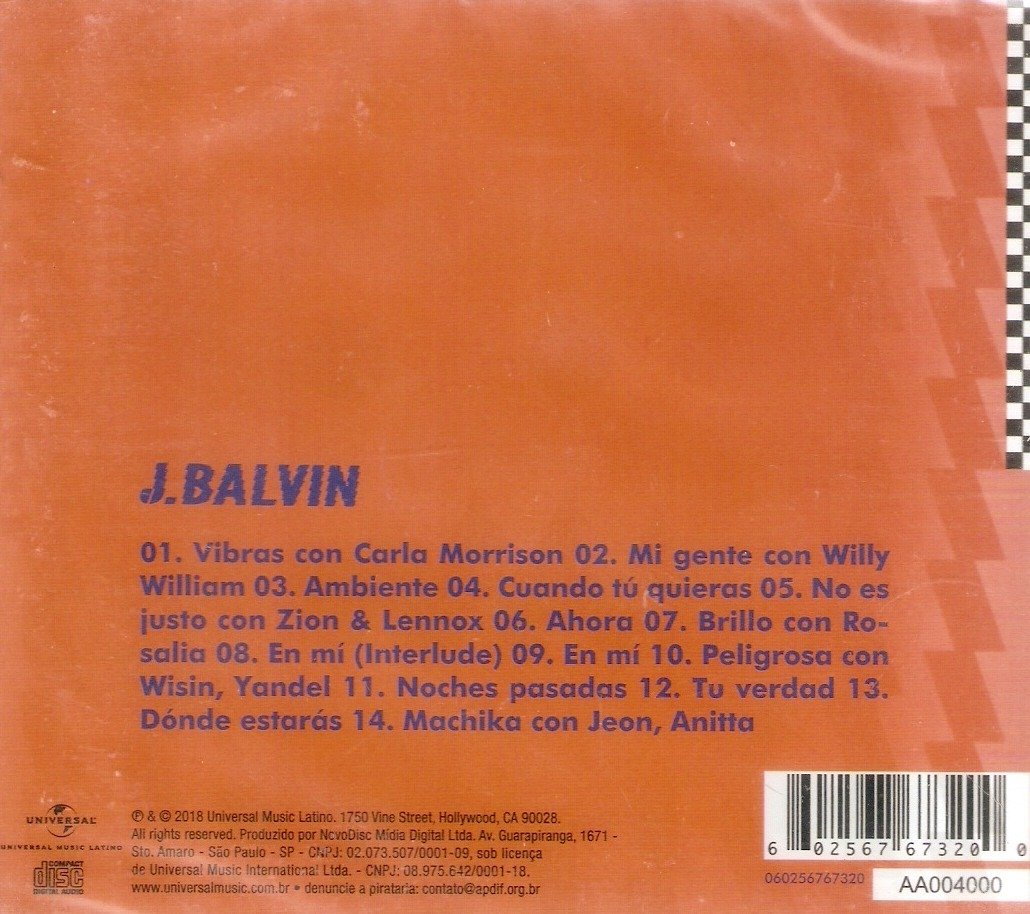 J.BALVIN
01. Vibras con Carla Morrison 02. Mi gente con Willy
William 03. Ambiente 04. Cuando tú quieras 05. No es
justo con Zion & Lennox 06. Ahora 07. Brillo con Ro-
salia 08. En mí (Interlude) 09. En mí 10. Peligrosa con
Wisin, Yandel 11. Noches pasadas 12. Tu verdad 13.
Dónde estarás 14. Machika con Jeon, Anitta
UNIVERSAL
UNIVERSAL MUSIC LATINO
COMPACT
disc
DIGITAL AUDIO
℗ & © 2018 Universal Music Latino. 1750 Vine Street, Hollywood, CA 90028.
All rights reserved. Produzido por NovoDisc Mídia Digital Ltda. Av. Guarapiranga, 1671 -
Sto. Amaro - São Paulo - SP - CNPJ: 02.073.507/0001-09, sob licença
de Universal Music International Ltda. - CNPJ: 08.975.642/0001-18.
www.universalmusic.com.br • denuncie a pirataria: contato@apdif.org.br
6 02567 67320 0
060256767320
AA004000